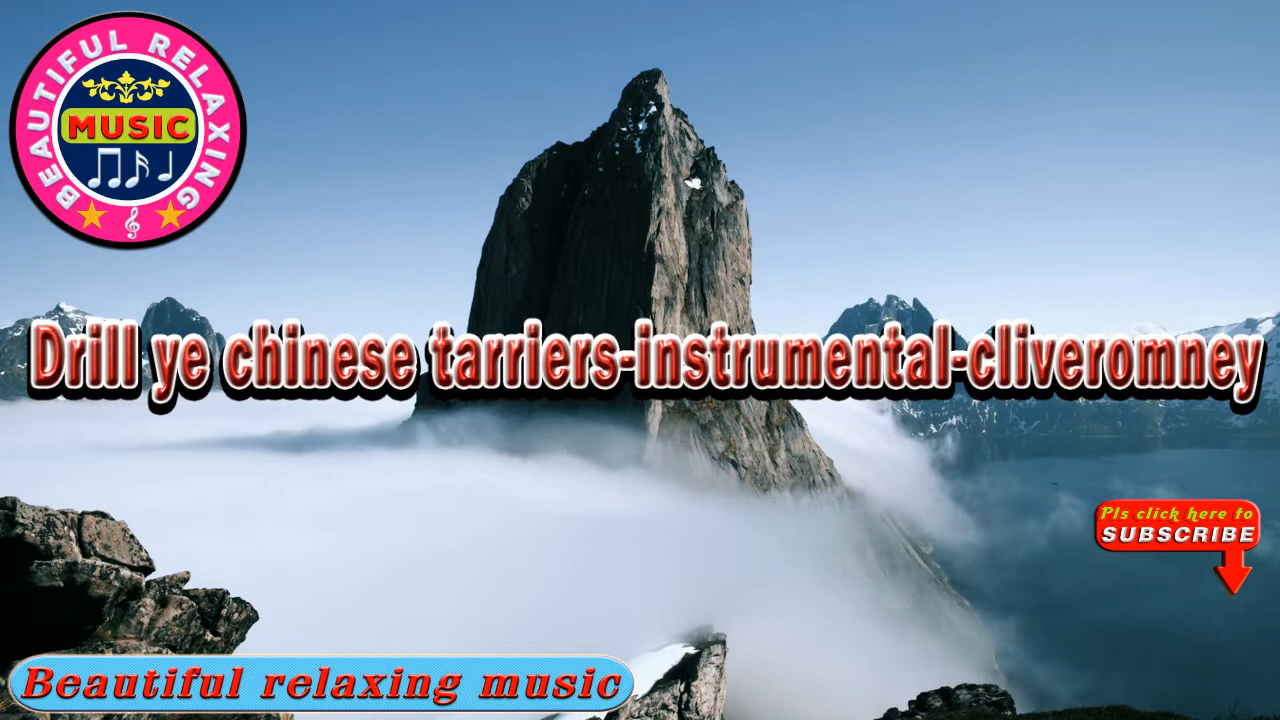 BEAUTIFUL RELAXING
MUSIC
Drill ye chinese tarriers-instrumental-cliveromney
Pls click here to
SUBSCRIBE
Beautiful relaxing music